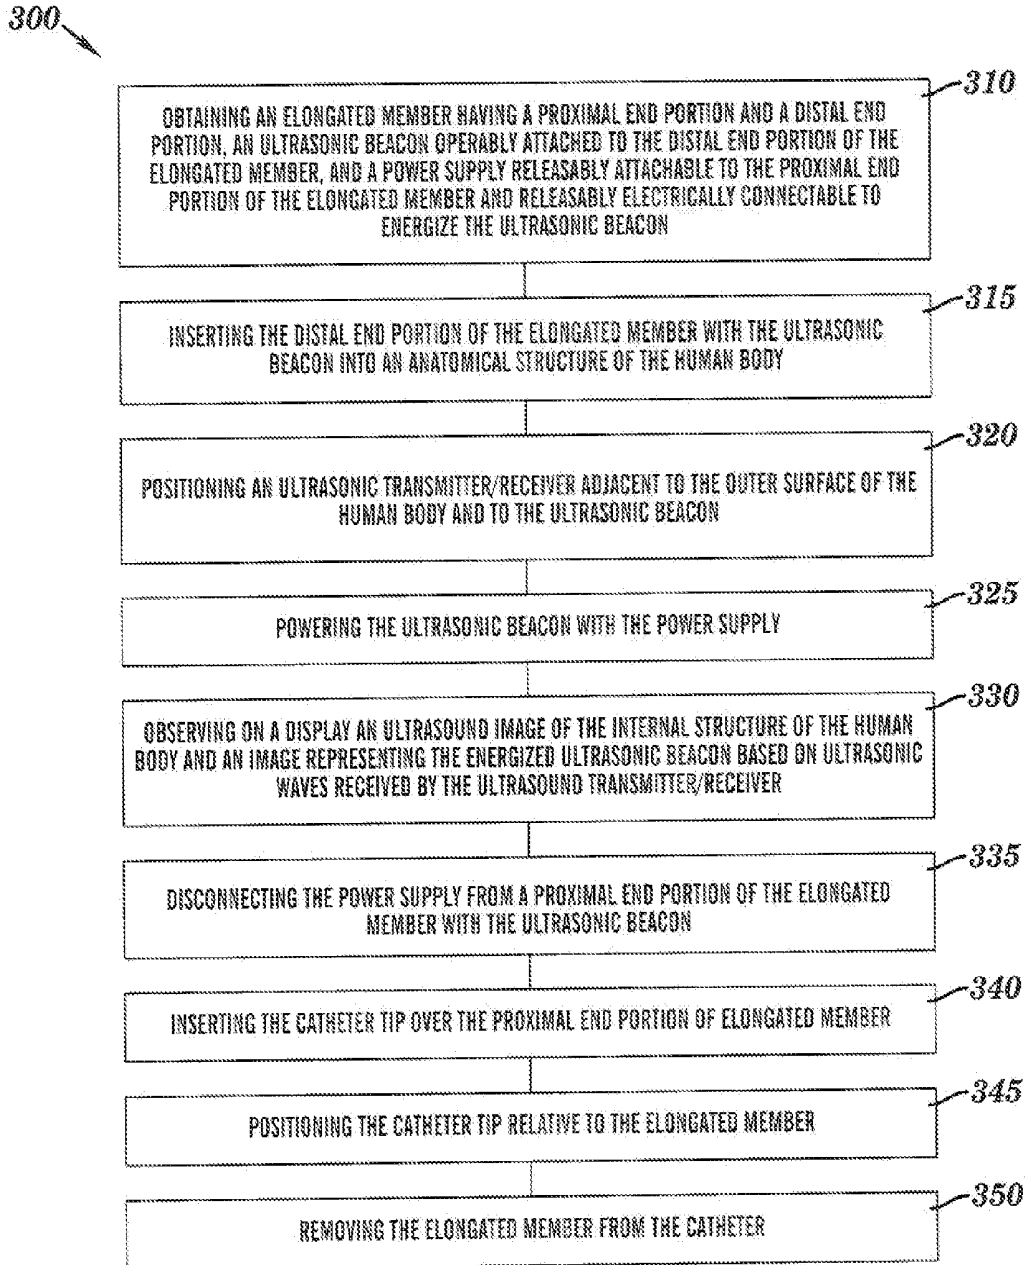 300
310
OBTAINING AN ELONGATED MEMBER HAVING A PROXIMAL END PORTION AND A DISTAL END
PORTION, AN ULTRASONIC BEACON OPERABLY ATTACHED TO THE DISTAL END PORTION OF THE
ELONGATED MEMBER, AND A POWER SUPPLY RELEASABLY ATTACHABLE TO THE PROXIMAL END
PORTION OF THE ELONGATED MEMBER AND RELEASABLY ELECTRICALLY CONNECTABLE TO
ENERGIZE THE ULTRASONIC BEACON
315
INSERTING THE DISTAL END PORTION OF THE ELONGATED MEMBER WITH THE ULTRASONIC
BEACON INTO AN ANATOMICAL STRUCTURE OF THE HUMAN BODY
320
POSITIONING AN ULTRASONIC TRANSMITTER/RECEIVER ADJACENT TO THE OUTER SURFACE OF THE
HUMAN BODY AND TO THE ULTRASONIC BEACON
325
POWERING THE ULTRASONIC BEACON WITH THE POWER SUPPLY
330
OBSERVING ON A DISPLAY AN ULTRASOUND IMAGE OF THE INTERNAL STRUCTURE OF THE HUMAN
BODY AND AN IMAGE REPRESENTING THE ENERGIZED ULTRASONIC BEACON BASED ON ULTRASONIC
WAVES RECEIVED BY THE ULTRASOUND TRANSMITTER/RECEIVER
335
DISCONNECTING THE POWER SUPPLY FROM A PROXIMAL END PORTION OF THE ELONGATED
MEMBER WITH THE ULTRASONIC BEACON
340
INSERTING THE CATHETER TIP OVER THE PROXIMAL END PORTION OF ELONGATED MEMBER
345
POSITIONING THE CATHETER TIP RELATIVE TO THE ELONGATED MEMBER
350
REMOVING THE ELONGATED MEMBER FROM THE CATHETER